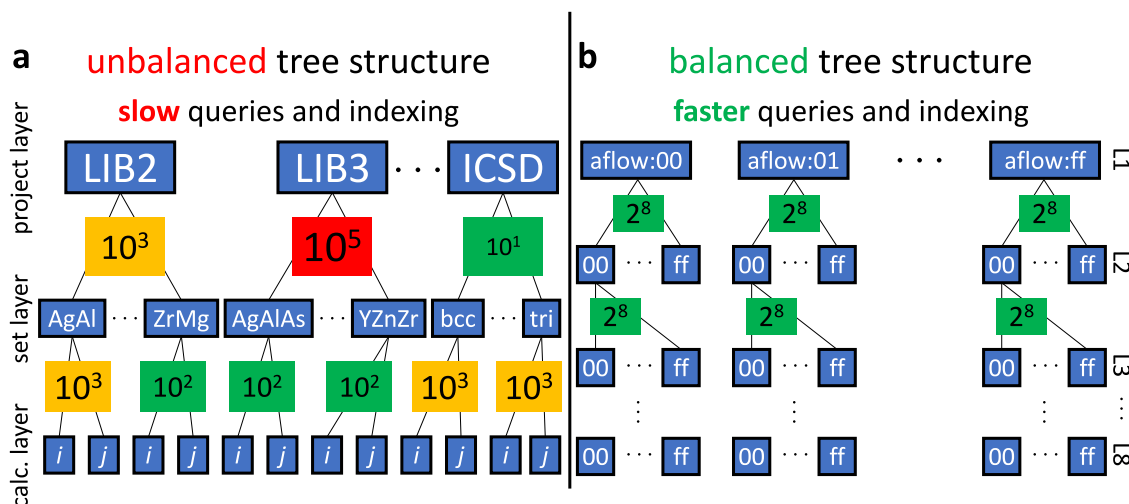 a
unbalanced tree structure
slow queries and indexing
project layer
LIB2
LIB3
· · ·
ICSD
10³
10⁵
10¹
set layer
AgAl
· · ·
ZrMg
AgAlAs
· · ·
YZnZr
bcc
· · ·
tri
10³
10²
10²
10²
10³
10³
calc. layer
i
j
i
j
i
j
i
j
i
j
i
j
b
balanced tree structure
faster queries and indexing
aflow:00
aflow:01
· · ·
aflow:ff
L1
2⁸
2⁸
2⁸
00 · · · ff
00 · · · ff
00 · · · ff
L2
2⁸
2⁸
2⁸
00 · · · ff
00 · · · ff
00 · · · ff
L3
⋮
⋮
⋮
⋮
00 · · · ff
00 · · · ff
00 · · · ff
L8